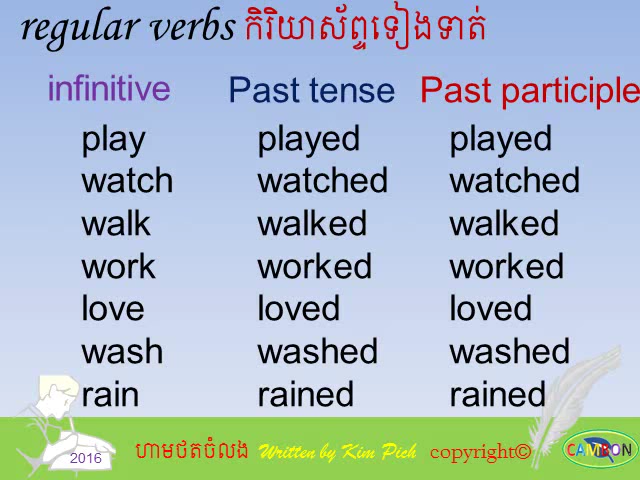 regular verbs កិរិយាស័ព្ទទៀងទាត់
infinitive Past tense Past participle
play played played
watch watched watched
walk walked walked
work worked worked
love loved loved
wash washed washed
rain rained rained
2016 ហាមថតចំលង Written by Kim Pich copyright© CAMBON